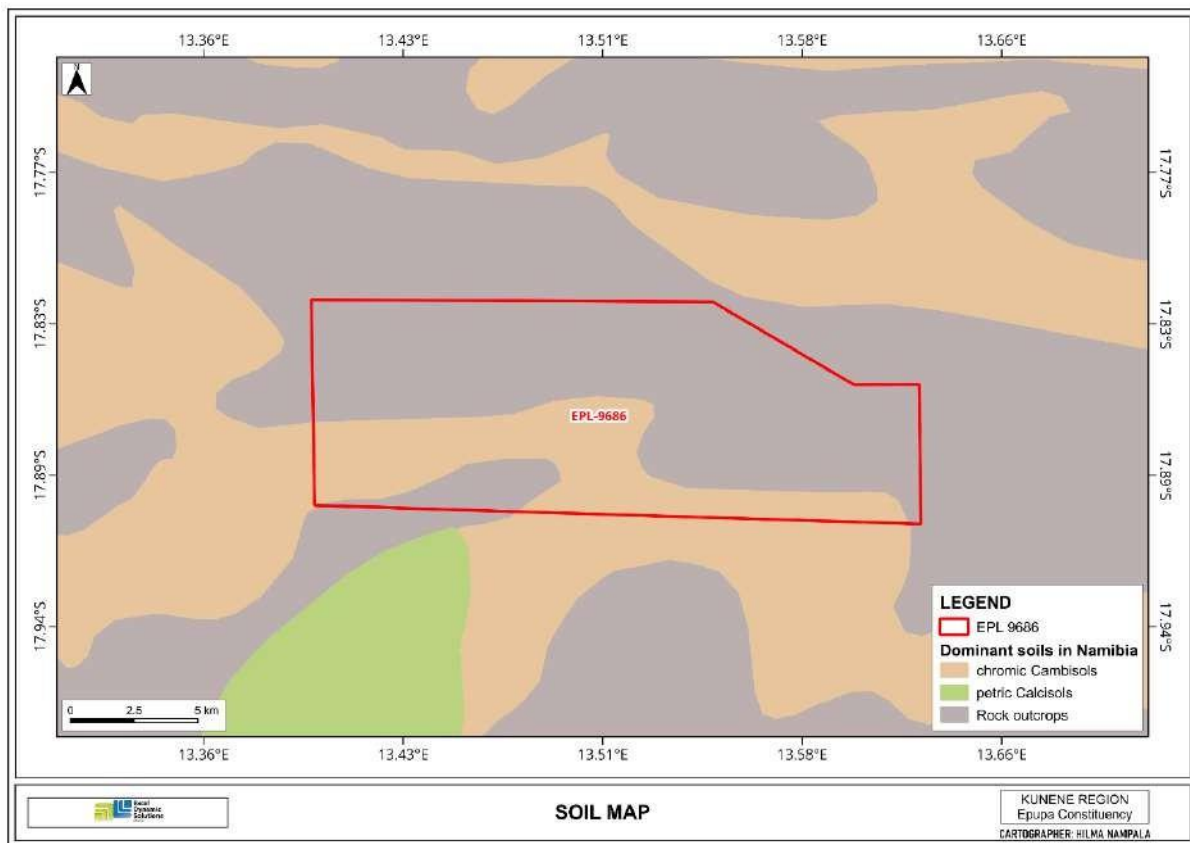 13.36°E 13.43°E 13.51°E 13.58°E 13.66°E
17.77°S 17.77°S
17.83°S 17.83°S
EPL-9686
17.89°S 17.89°S
17.94°S 17.94°S
LEGEND
EPL 9686
Dominant soils in Namibia
chromic Cambisols
petric Calcisols
Rock outcrops
0 2.5 5 km
13.36°E 13.43°E 13.51°E 13.58°E 13.66°E
Excel
Dynamic
Solutions
SOIL MAP
KUNENE REGION
Epupa Constituency
CARTOGRAPHER: HILMA NAMPALA